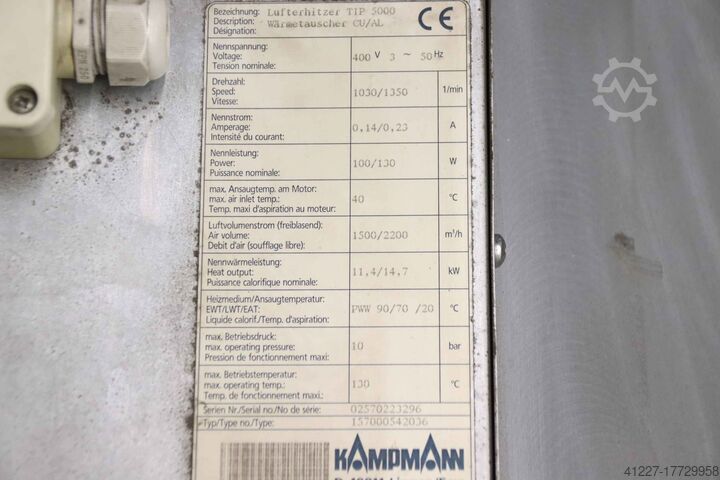 Bezeichnung: Lufterhitzer TIP 5000
Description: Wärmetauscher CU/AL
Désignation:
CE
Nennspannung:
Voltage: 400 V 3 ~ 50 Hz
Tension nominale:
Drehzahl:
Speed: 1030/1350 1/min
Vitesse:
Nennstrom:
Amperage: 0,14/0,23 A
Intensité du courant:
Nennleistung:
Power: 100/130 W
Puissance nominale:
max. Ansaugtemp. am Motor:
max. air inlet temp.: 40 °C
Temp. maxi d'aspiration au moteur:
Luftvolumenstrom (freiblasend):
Air volume: 1500/2200 m³/h
Debit d'air (soufflage libre):
Nennwärmeleistung:
Heat output: 11,4/14,7 kW
Puissance calorifique nominale:
Heizmedium/Ansaugtemperatur:
EWT/LWT/EAT: PWW 90/70 /20 °C
Liquide calorif./Temp. d'aspiration:
max. Betriebsdruck:
max. operating pressure: 10 bar
Pression de fonctionnement maxi:
max. Betriebstemperatur:
max. operating temp.: 130 °C
Temp. de fonctionnement maxi.:
Serien Nr./Serial no./No de série: 02570223296
Typ/Type no./Type: 157000542036
KAMPMANN
41227-17729958